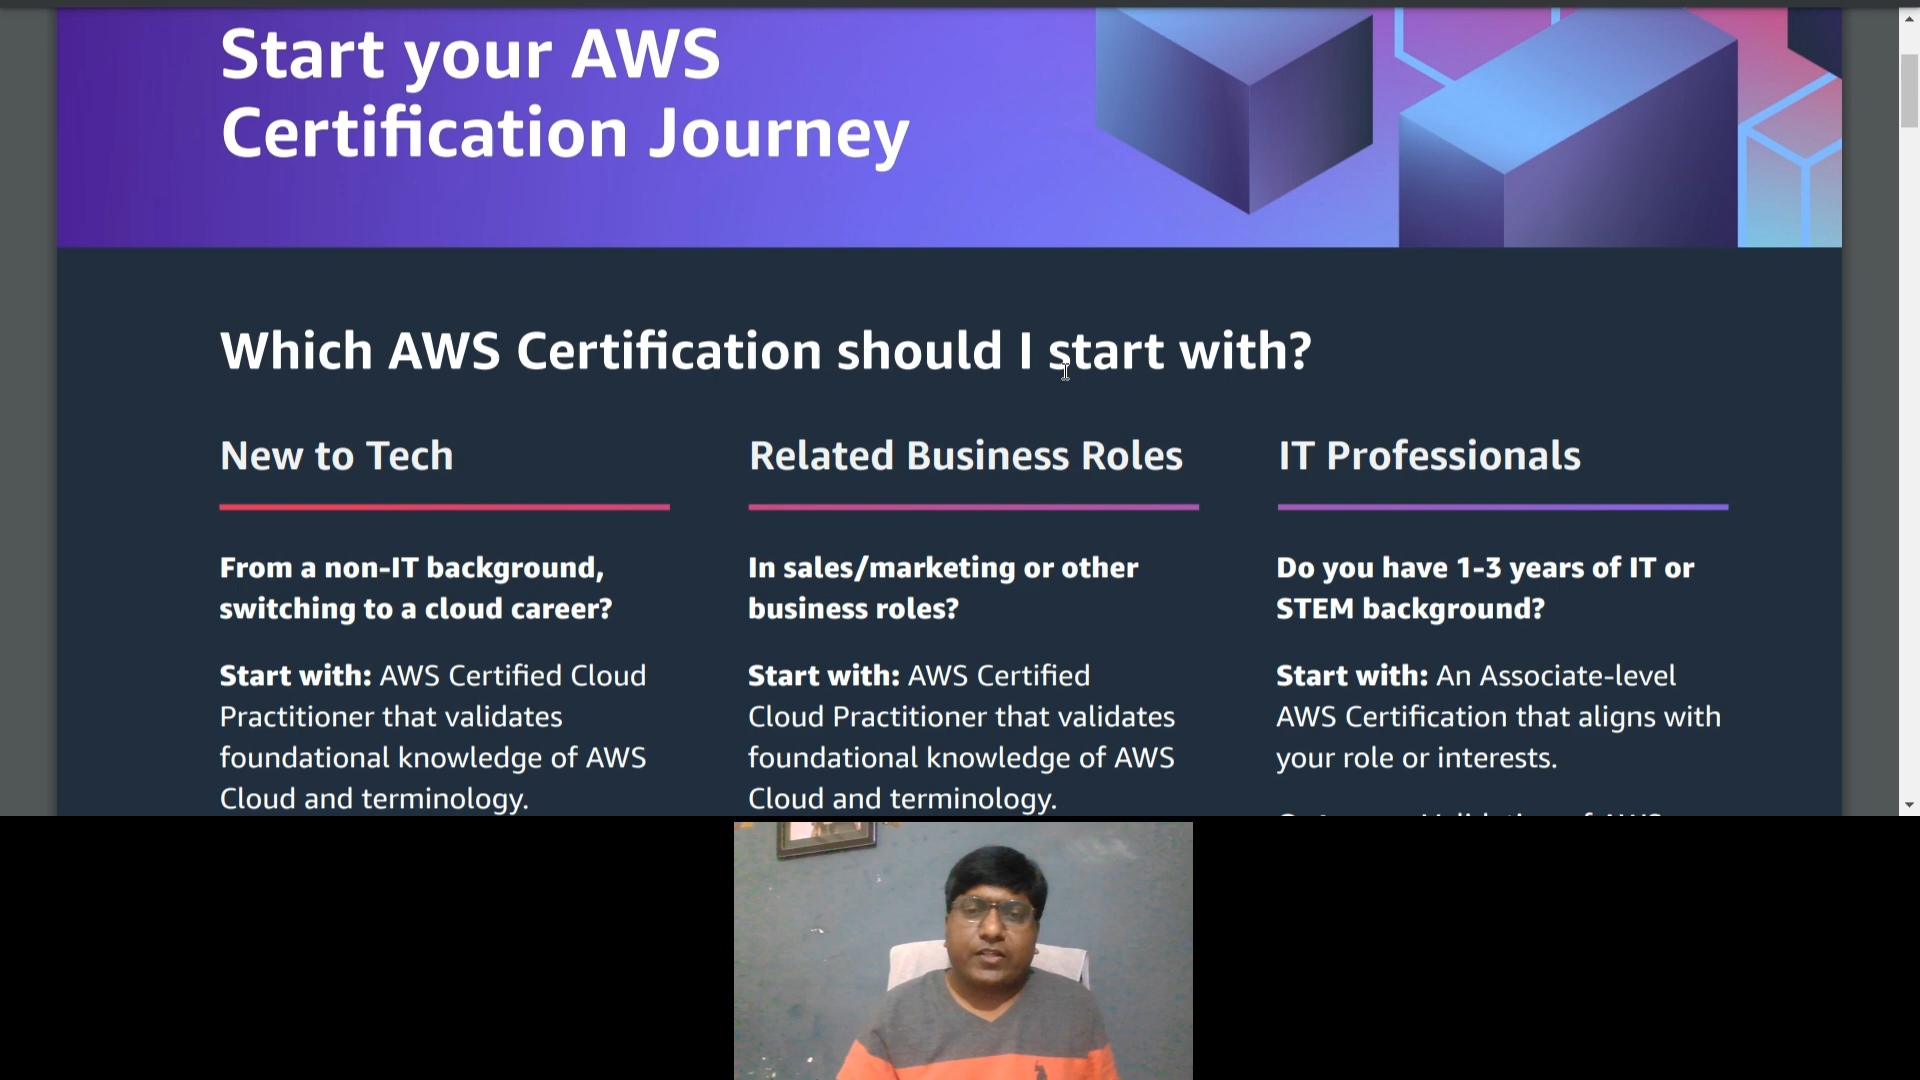 Start your AWS
Certification Journey
Which AWS Certification should I start with?
New to Tech
From a non-IT background,
switching to a cloud career?
Start with: AWS Certified Cloud
Practitioner that validates
foundational knowledge of AWS
Cloud and terminology.
Related Business Roles
In sales/marketing or other
business roles?
Start with: AWS Certified
Cloud Practitioner that validates
foundational knowledge of AWS
Cloud and terminology.
IT Professionals
Do you have 1-3 years of IT or
STEM background?
Start with: An Associate-level
AWS Certification that aligns with
your role or interests.